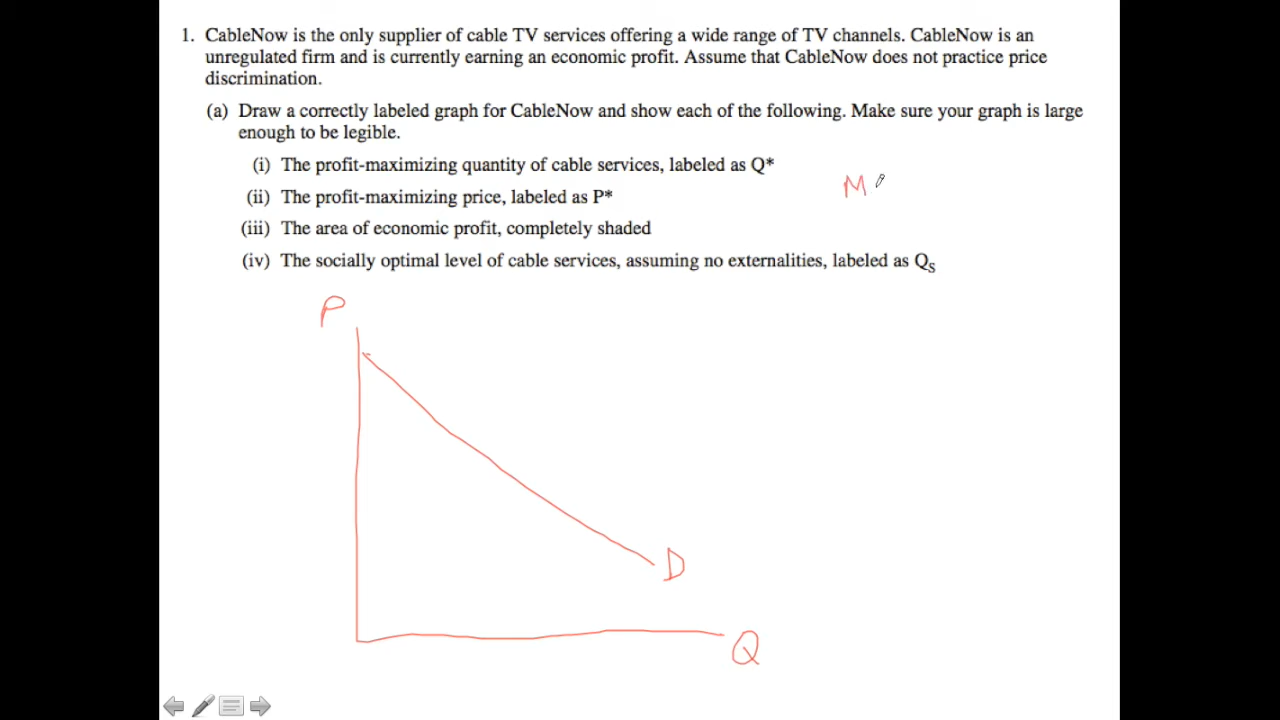 1. CableNow is the only supplier of cable TV services offering a wide range of TV channels. CableNow is an
unregulated firm and is currently earning an economic profit. Assume that CableNow does not practice price
discrimination.
(a) Draw a correctly labeled graph for CableNow and show each of the following. Make sure your graph is large
enough to be legible.
(i) The profit-maximizing quantity of cable services, labeled as Q*
(ii) The profit-maximizing price, labeled as P*
(iii) The area of economic profit, completely shaded
(iv) The socially optimal level of cable services, assuming no externalities, labeled as Qs
M
P
D
Q